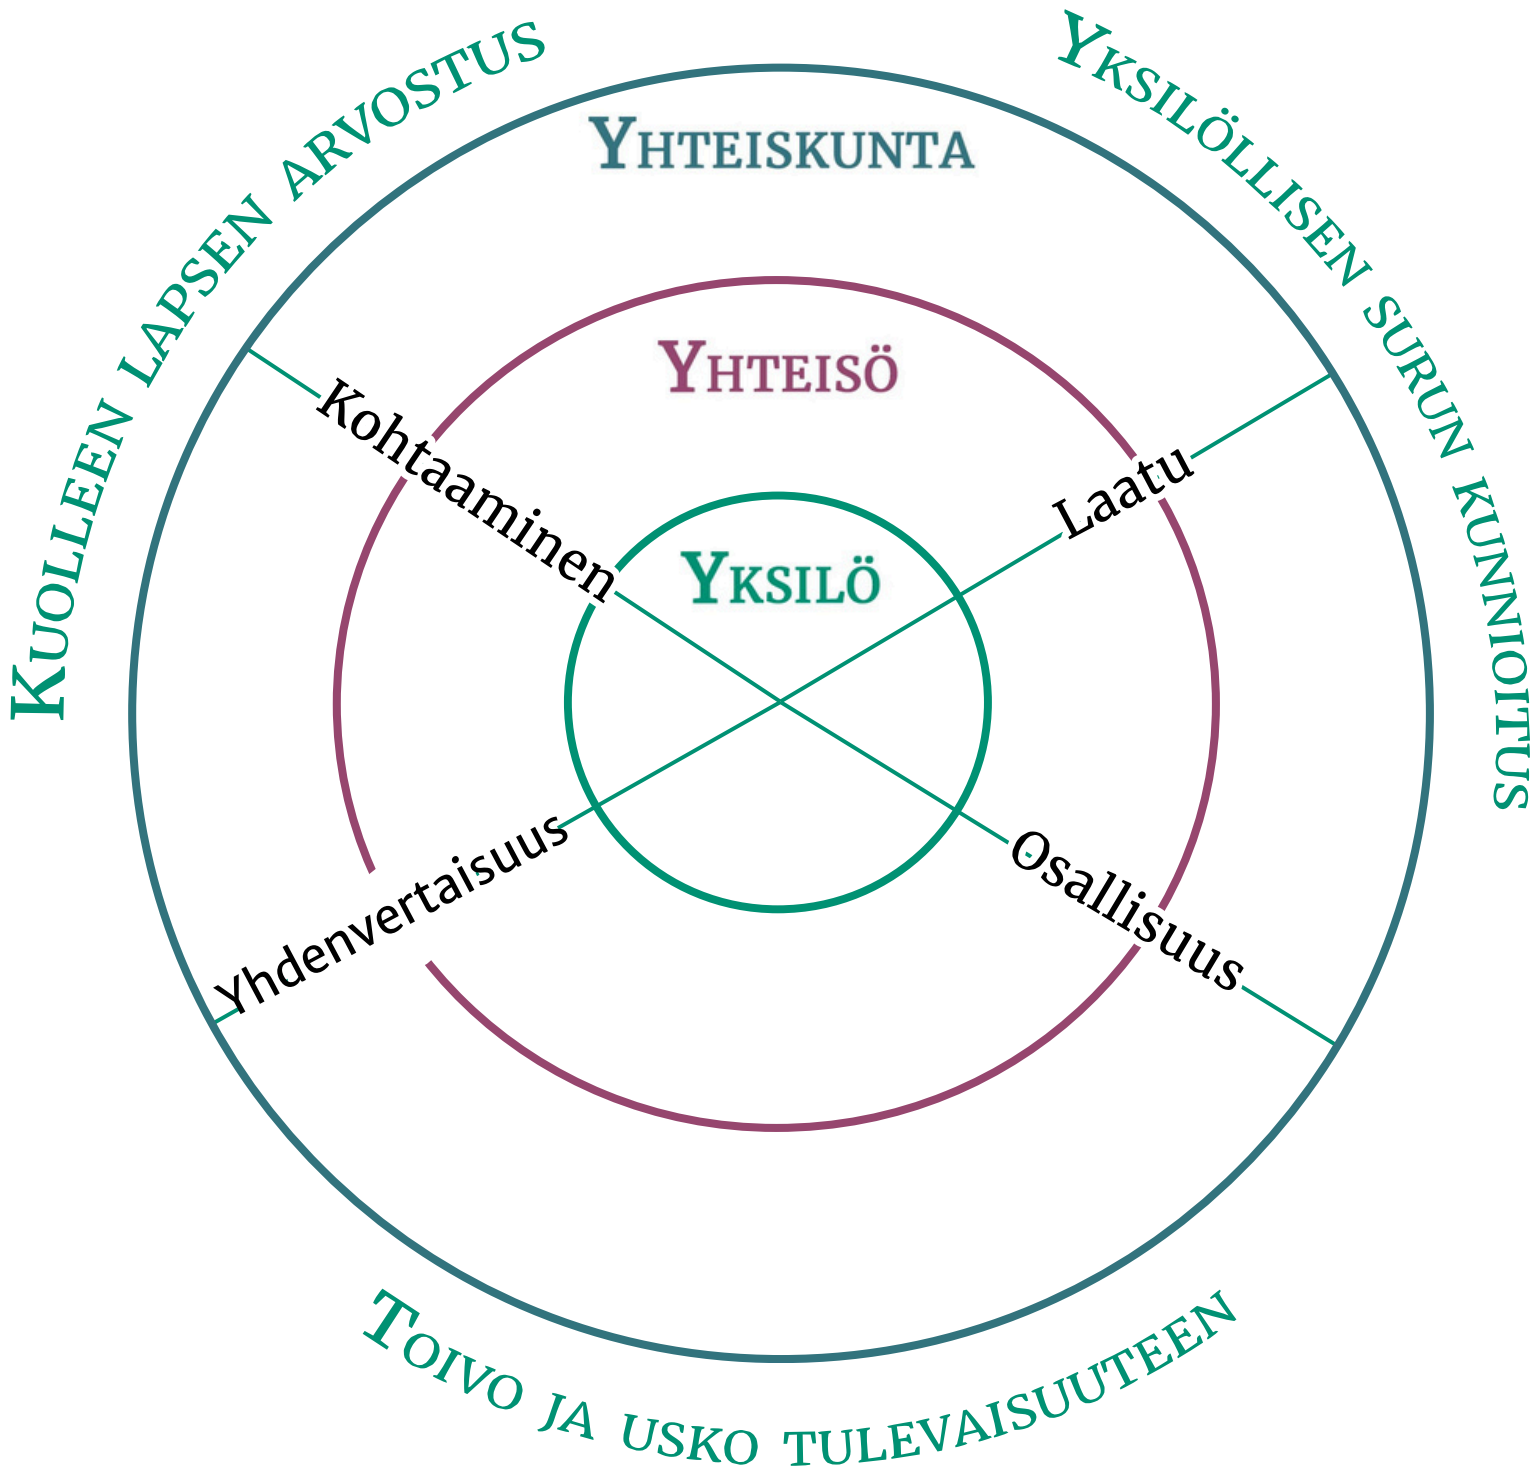 Kuolleen lapsen arvostus
Yksilöllisen surun kunnioitus
Yhteiskunta
Yhteisö
Yksilö
Kohtaaminen
Laatu
Yhdenvertaisuus
Osallisuus
Toivo ja usko tulevaisuuteen